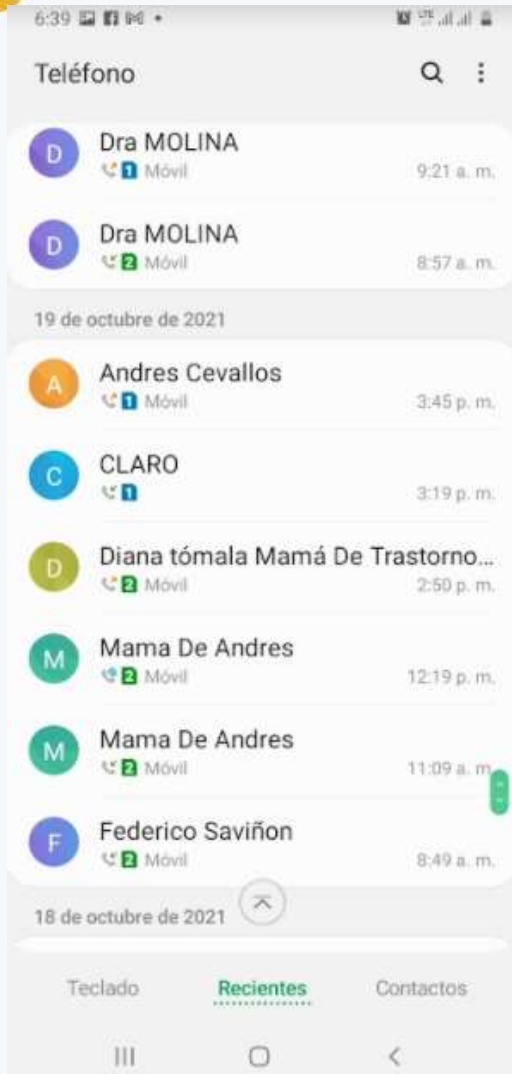 6:39
Teléfono
D Dra MOLINA
1 Móvil 9:21 a. m.
D Dra MOLINA
2 Móvil 8:57 a. m.
19 de octubre de 2021
A Andres Cevallos
1 Móvil 3:45 p. m.
C CLARO
1 3:19 p. m.
D Diana tómala Mamá De Trastorno...
2 Móvil 2:50 p. m.
M Mama De Andres
2 Móvil 12:19 p. m.
M Mama De Andres
2 Móvil 11:09 a. m.
F Federico Saviñon
2 Móvil 8:49 a. m.
18 de octubre de 2021
Teclado Recientes Contactos